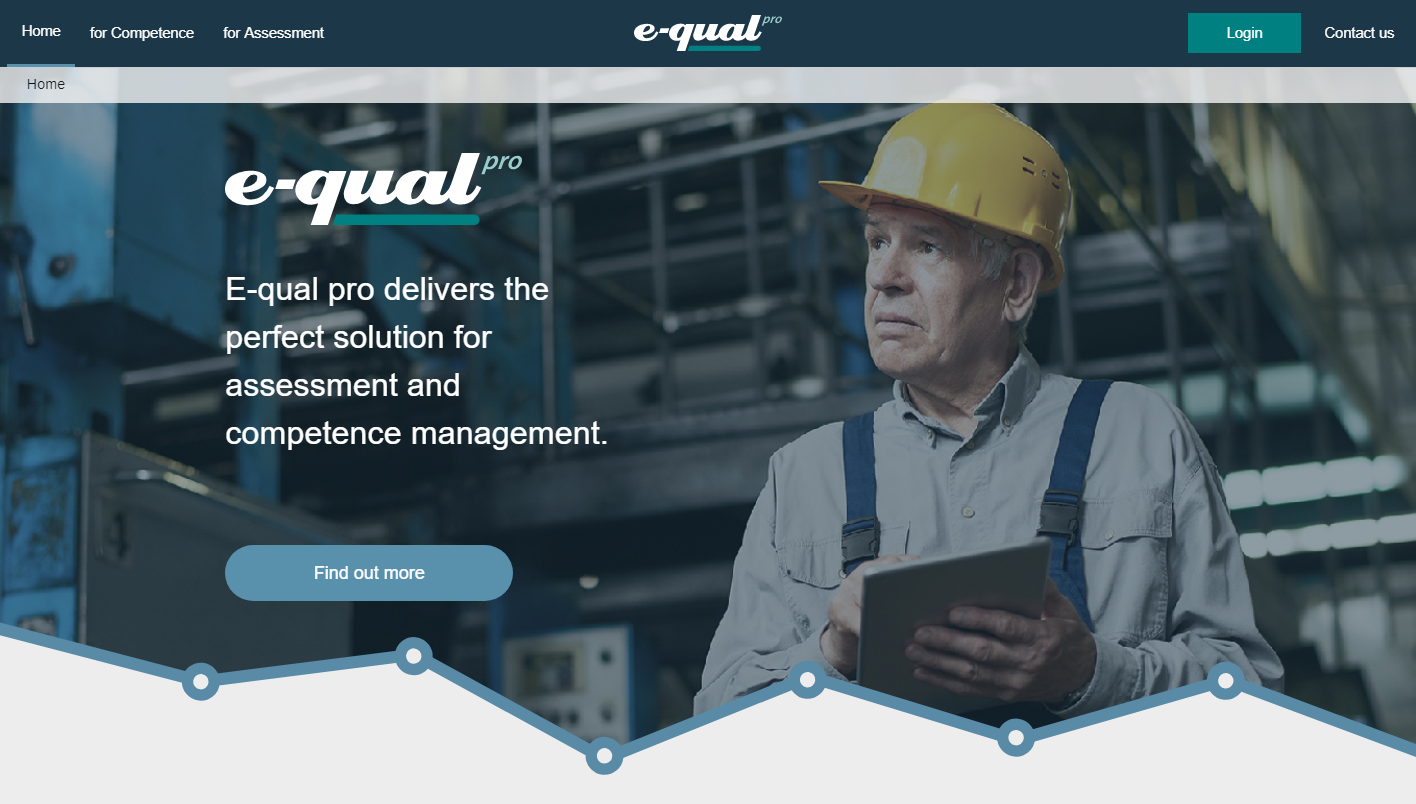 Home
for Competence
for Assessment
e-qual pro
Login
Contact us
Home
e-qual pro
E-qual pro delivers the
perfect solution for
assessment and
competence management.
Find out more